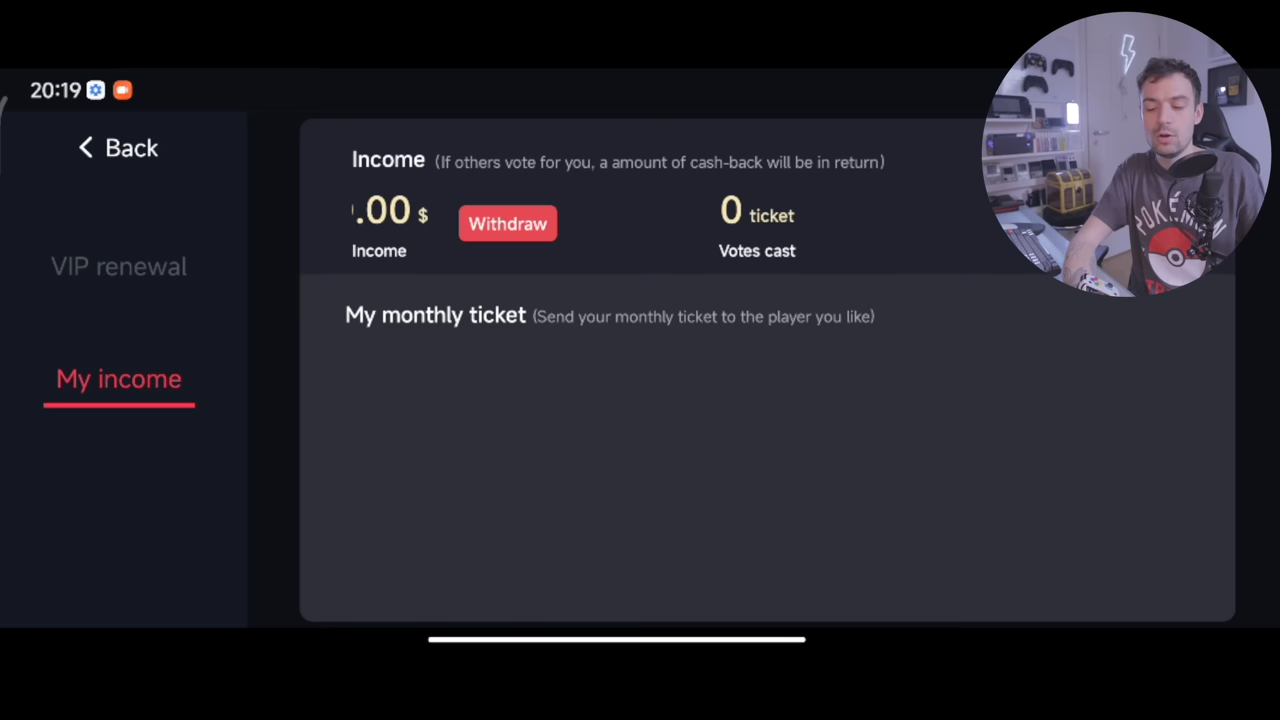 20:19
Back
VIP renewal
My income
Income (If others vote for you, a amount of cash-back will be in return)
.00 $
Withdraw
0 ticket
Income
Votes cast
My monthly ticket (Send your monthly ticket to the player you like)
POKÉMON